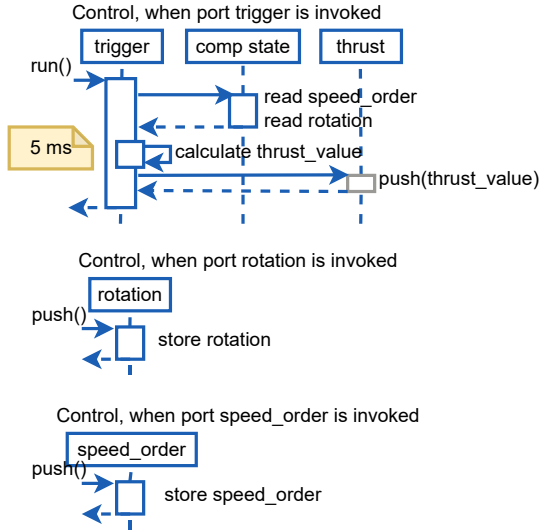 Control, when port trigger is invoked
trigger
comp state
thrust
run()
read speed_order
read rotation
5 ms
calculate thrust_value
push(thrust_value)
Control, when port rotation is invoked
rotation
push()
store rotation
Control, when port speed_order is invoked
speed_order
push()
store speed_order